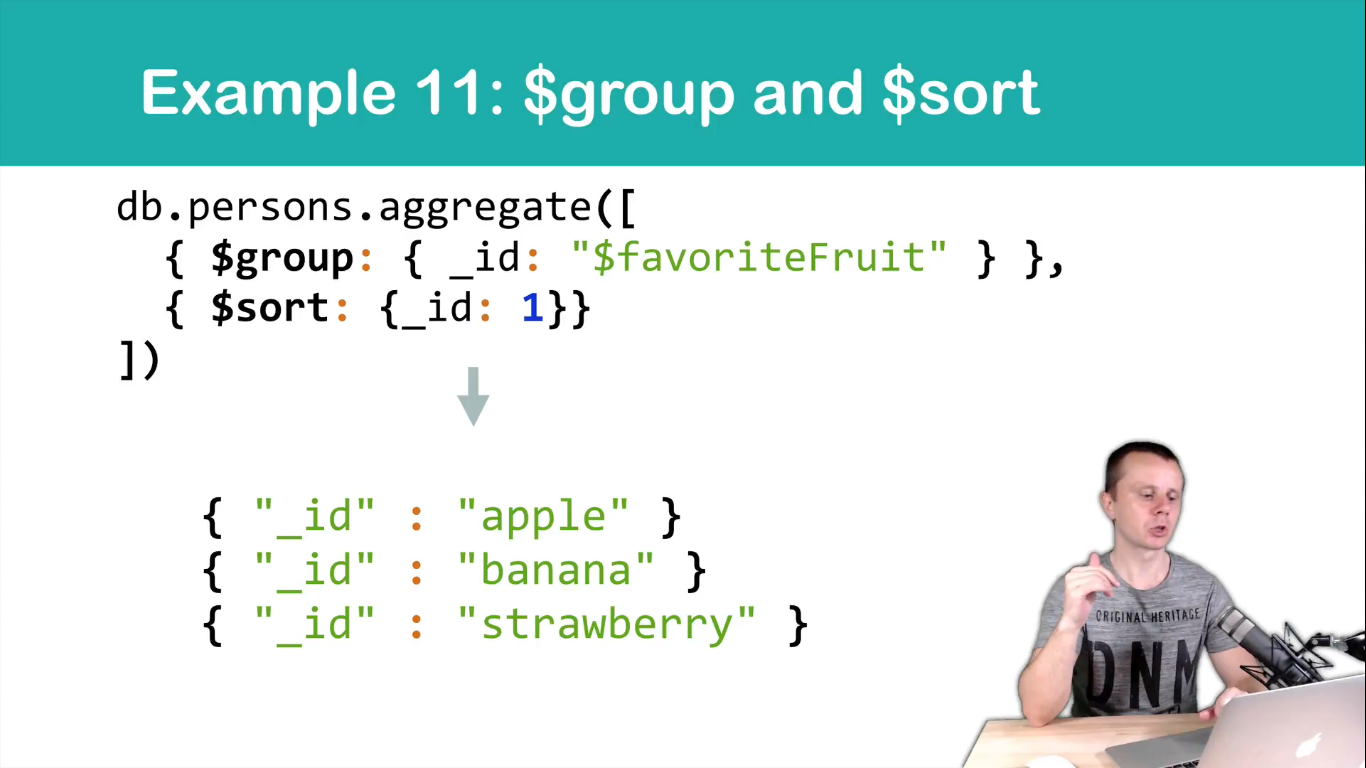 Example 11: $group and $sort
db.persons.aggregate([
  { $group: { _id: "$favoriteFruit" } },
  { $sort: {_id: 1}}
])
{ "_id" : "apple" }
{ "_id" : "banana" }
{ "_id" : "strawberry" }
ORIGINAL HERITAGE
DNM